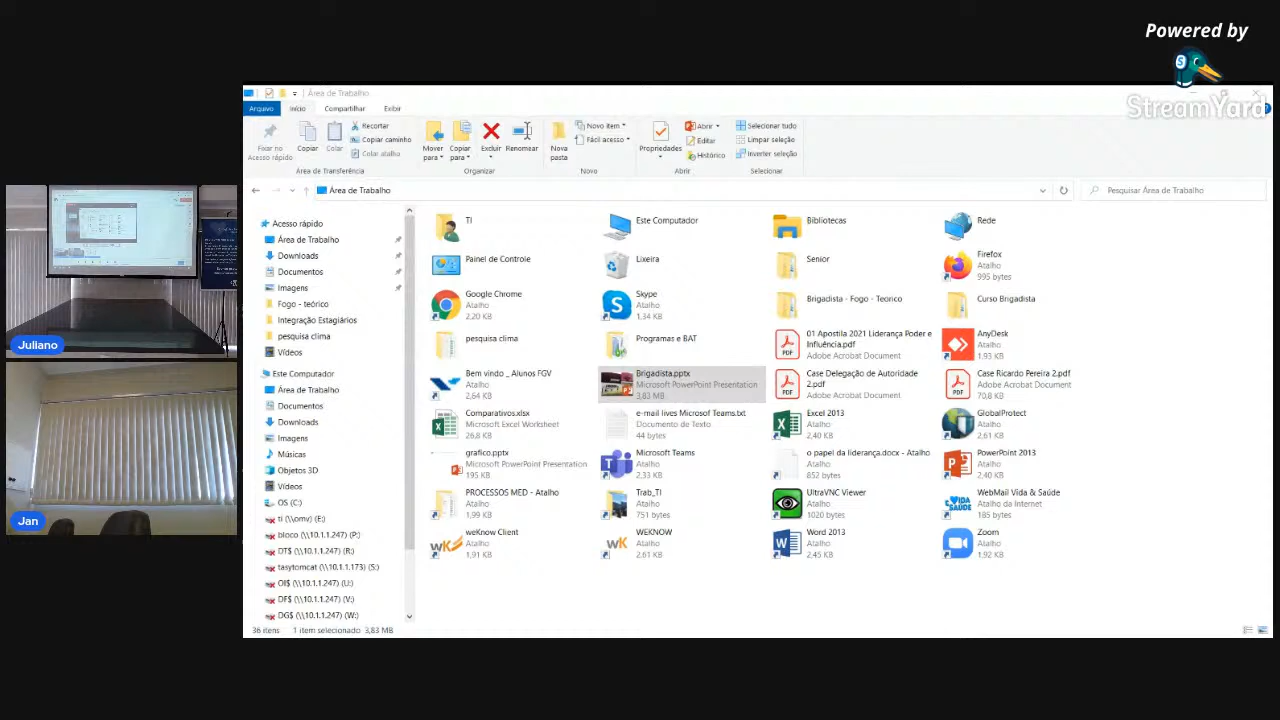 Powered by
StreamYard
Juliano
Jan
Área de Trabalho
Arquivo
Início
Compartilhar
Exibir
Fixar no
Acesso rápido
Copiar
Colar
Recortar
Copiar caminho
Colar atalho
Área de Transferência
Mover
para
Copiar
para
Excluir
Renomear
Organizar
Nova
pasta
Novo item
Fácil acesso
Novo
Propriedades
Abrir
Editar
Histórico
Abrir
Selecionar tudo
Limpar seleção
Inverter seleção
Selecionar
Área de Trabalho
Pesquisar Área de Trabalho
Acesso rápido
Área de Trabalho
Downloads
Documentos
Imagens
Fogo - teórico
Integração Estagiários
pesquisa clima
Vídeos
Este Computador
Área de Trabalho
Documentos
Downloads
Imagens
Músicas
Objetos 3D
Vídeos
OS (C:)
ti (\\omv) (E:)
bloco (\\10.1.1.247) (P:)
DT$ (\\10.1.1.247) (R:)
tasytomcat (\\10.1.1.173) (S:)
OI$ (\\10.1.1.247) (U:)
DF$ (\\10.1.1.247) (V:)
DG$ (\\10.1.1.247) (W:)
TI
Este Computador
Bibliotecas
Rede
Painel de Controle
Lixeira
Senior
Firefox
Atalho
995 bytes
Google Chrome
Atalho
2,20 KB
Skype
Atalho
1,34 KB
Brigadista - Fogo - Teorico
Curso Brigadista
pesquisa clima
Programas e BAT
01 Apostila 2021 Liderança Poder e
Influência.pdf
Adobe Acrobat Document
AnyDesk
Atalho
1,93 KB
Bem vindo _ Alunos FGV
Atalho
2,64 KB
Brigadista.pptx
Microsoft PowerPoint Presentation
3,83 MB
Case Delegação de Autoridade
2.pdf
Adobe Acrobat Document
Case Ricardo Pereira 2.pdf
Adobe Acrobat Document
70,8 KB
Comparativos.xlsx
Microsoft Excel Worksheet
26,8 KB
e-mail lives Microsof Teams.txt
Documento de Texto
44 bytes
Excel 2013
Atalho
2,40 KB
GlobalProtect
Atalho
2,61 KB
grafico.pptx
Microsoft PowerPoint Presentation
195 KB
Microsoft Teams
Atalho
2,33 KB
o papel da liderança.docx - Atalho
Atalho
852 bytes
PowerPoint 2013
Atalho
2,40 KB
PROCESSOS MED - Atalho
Atalho
1,99 KB
Trab_TI
Atalho
751 bytes
UltraVNC Viewer
Atalho
1020 bytes
WebMail Vida & Saúde
Atalho da Internet
185 bytes
weKnow Client
Atalho
1,91 KB
WEKNOW
Atalho
2,61 KB
Word 2013
Atalho
2,45 KB
Zoom
Atalho
1,92 KB
36 itens
1 item selecionado 3,83 MB